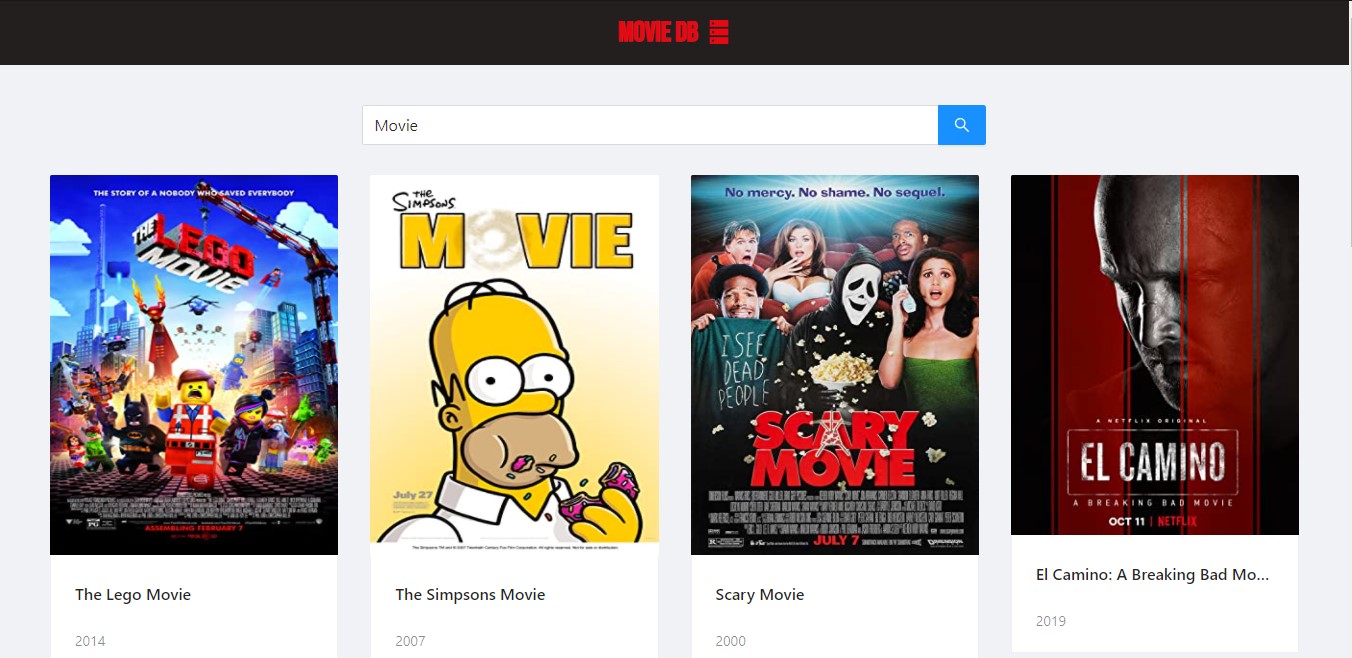 MOVIE DB
Movie
THE STORY OF A NOBODY WHO SAVED EVERYBODY
THE LEGO
MOVIE
ASSEMBLING FEBRUARY 7
The Lego Movie
2014
THE
SIMPSONS
MOVIE
July 27
The Simpsons Movie
2007
No mercy. No shame. No sequel.
I SEE
DEAD
PEOPLE
SCARY
MOVIE
JULY 7
Scary Movie
2000
A NETFLIX ORIGINAL
EL CAMINO
A BREAKING BAD MOVIE
OCT 11 | NETFLIX
El Camino: A Breaking Bad Mo...
2019